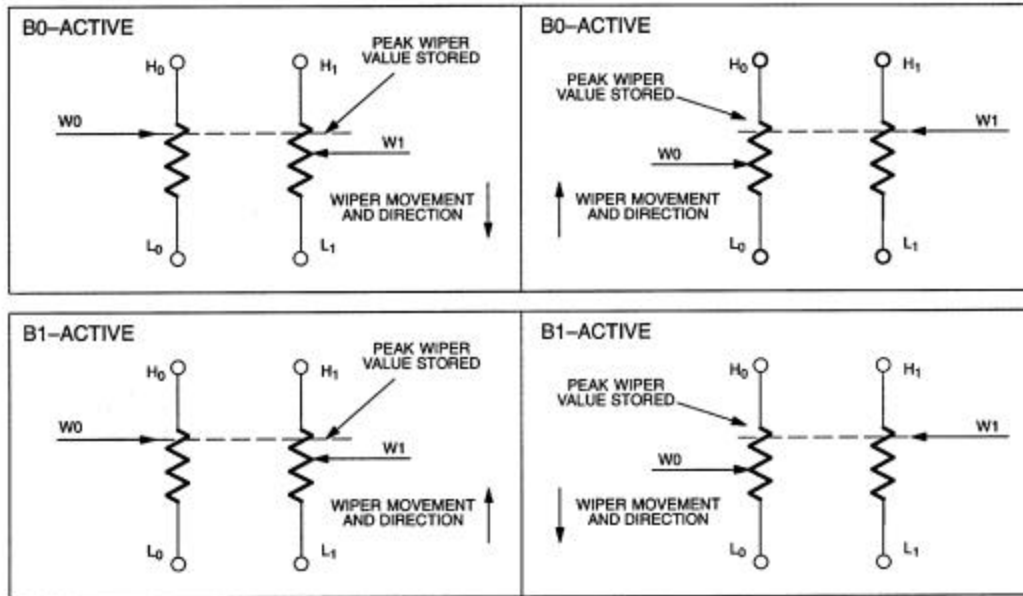 B0–ACTIVE
PEAK WIPER
VALUE STORED
H0
H1
W0
W1
WIPER MOVEMENT
AND DIRECTION
L0
L1
B0–ACTIVE
H0
H1
PEAK WIPER
VALUE STORED
W1
W0
WIPER MOVEMENT
AND DIRECTION
L0
L1
B1–ACTIVE
PEAK WIPER
VALUE STORED
H0
H1
W0
W1
WIPER MOVEMENT
AND DIRECTION
L0
L1
B1–ACTIVE
H0
H1
PEAK WIPER
VALUE STORED
W1
W0
WIPER MOVEMENT
AND DIRECTION
L0
L1